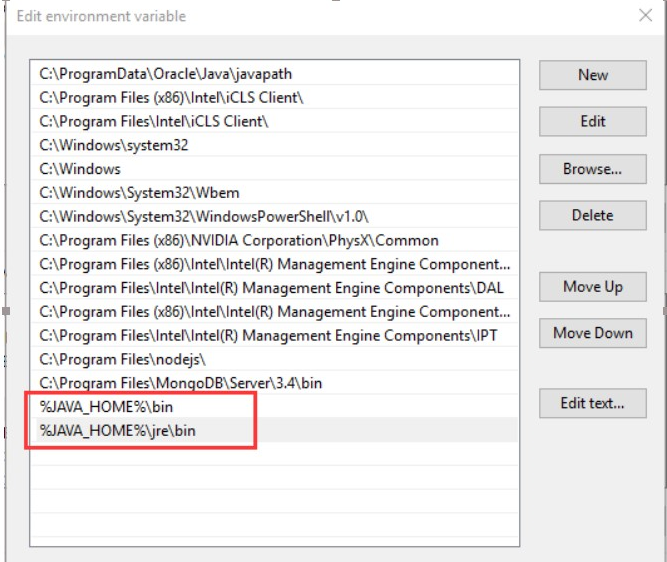 Edit environment variable
C:\ProgramData\Oracle\Java\javapath
C:\Program Files (x86)\Intel\iCLS Client\
C:\Program Files\Intel\iCLS Client\
C:\Windows\system32
C:\Windows
C:\Windows\System32\Wbem
C:\Windows\System32\WindowsPowerShell\v1.0\
C:\Program Files (x86)\NVIDIA Corporation\PhysX\Common
C:\Program Files (x86)\Intel\Intel(R) Management Engine Component...
C:\Program Files\Intel\Intel(R) Management Engine Components\DAL
C:\Program Files (x86)\Intel\Intel(R) Management Engine Component...
C:\Program Files\Intel\Intel(R) Management Engine Components\IPT
C:\Program Files\nodejs\
C:\Program Files\MongoDB\Server\3.4\bin
%JAVA_HOME%\bin
%JAVA_HOME%\jre\bin
New
Edit
Browse...
Delete
Move Up
Move Down
Edit text...